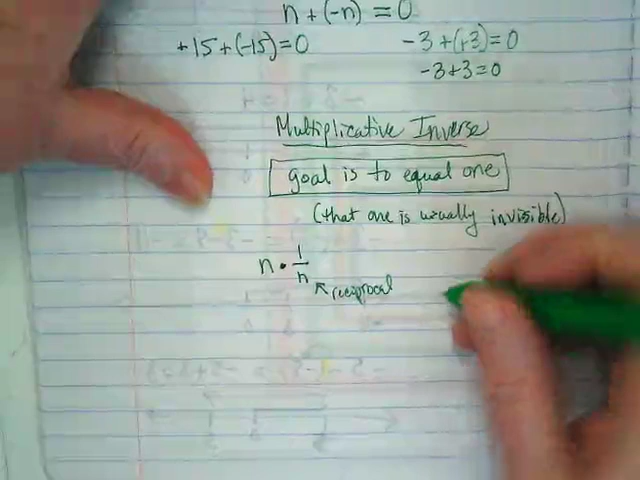 n + (-n) = 0
+15 + (-15) = 0
-3 + (+3) = 0
-3 + 3 = 0
Multiplicative Inverse
goal is to equal one
(that one is usually invisible)
n • 1/n
reciprocal